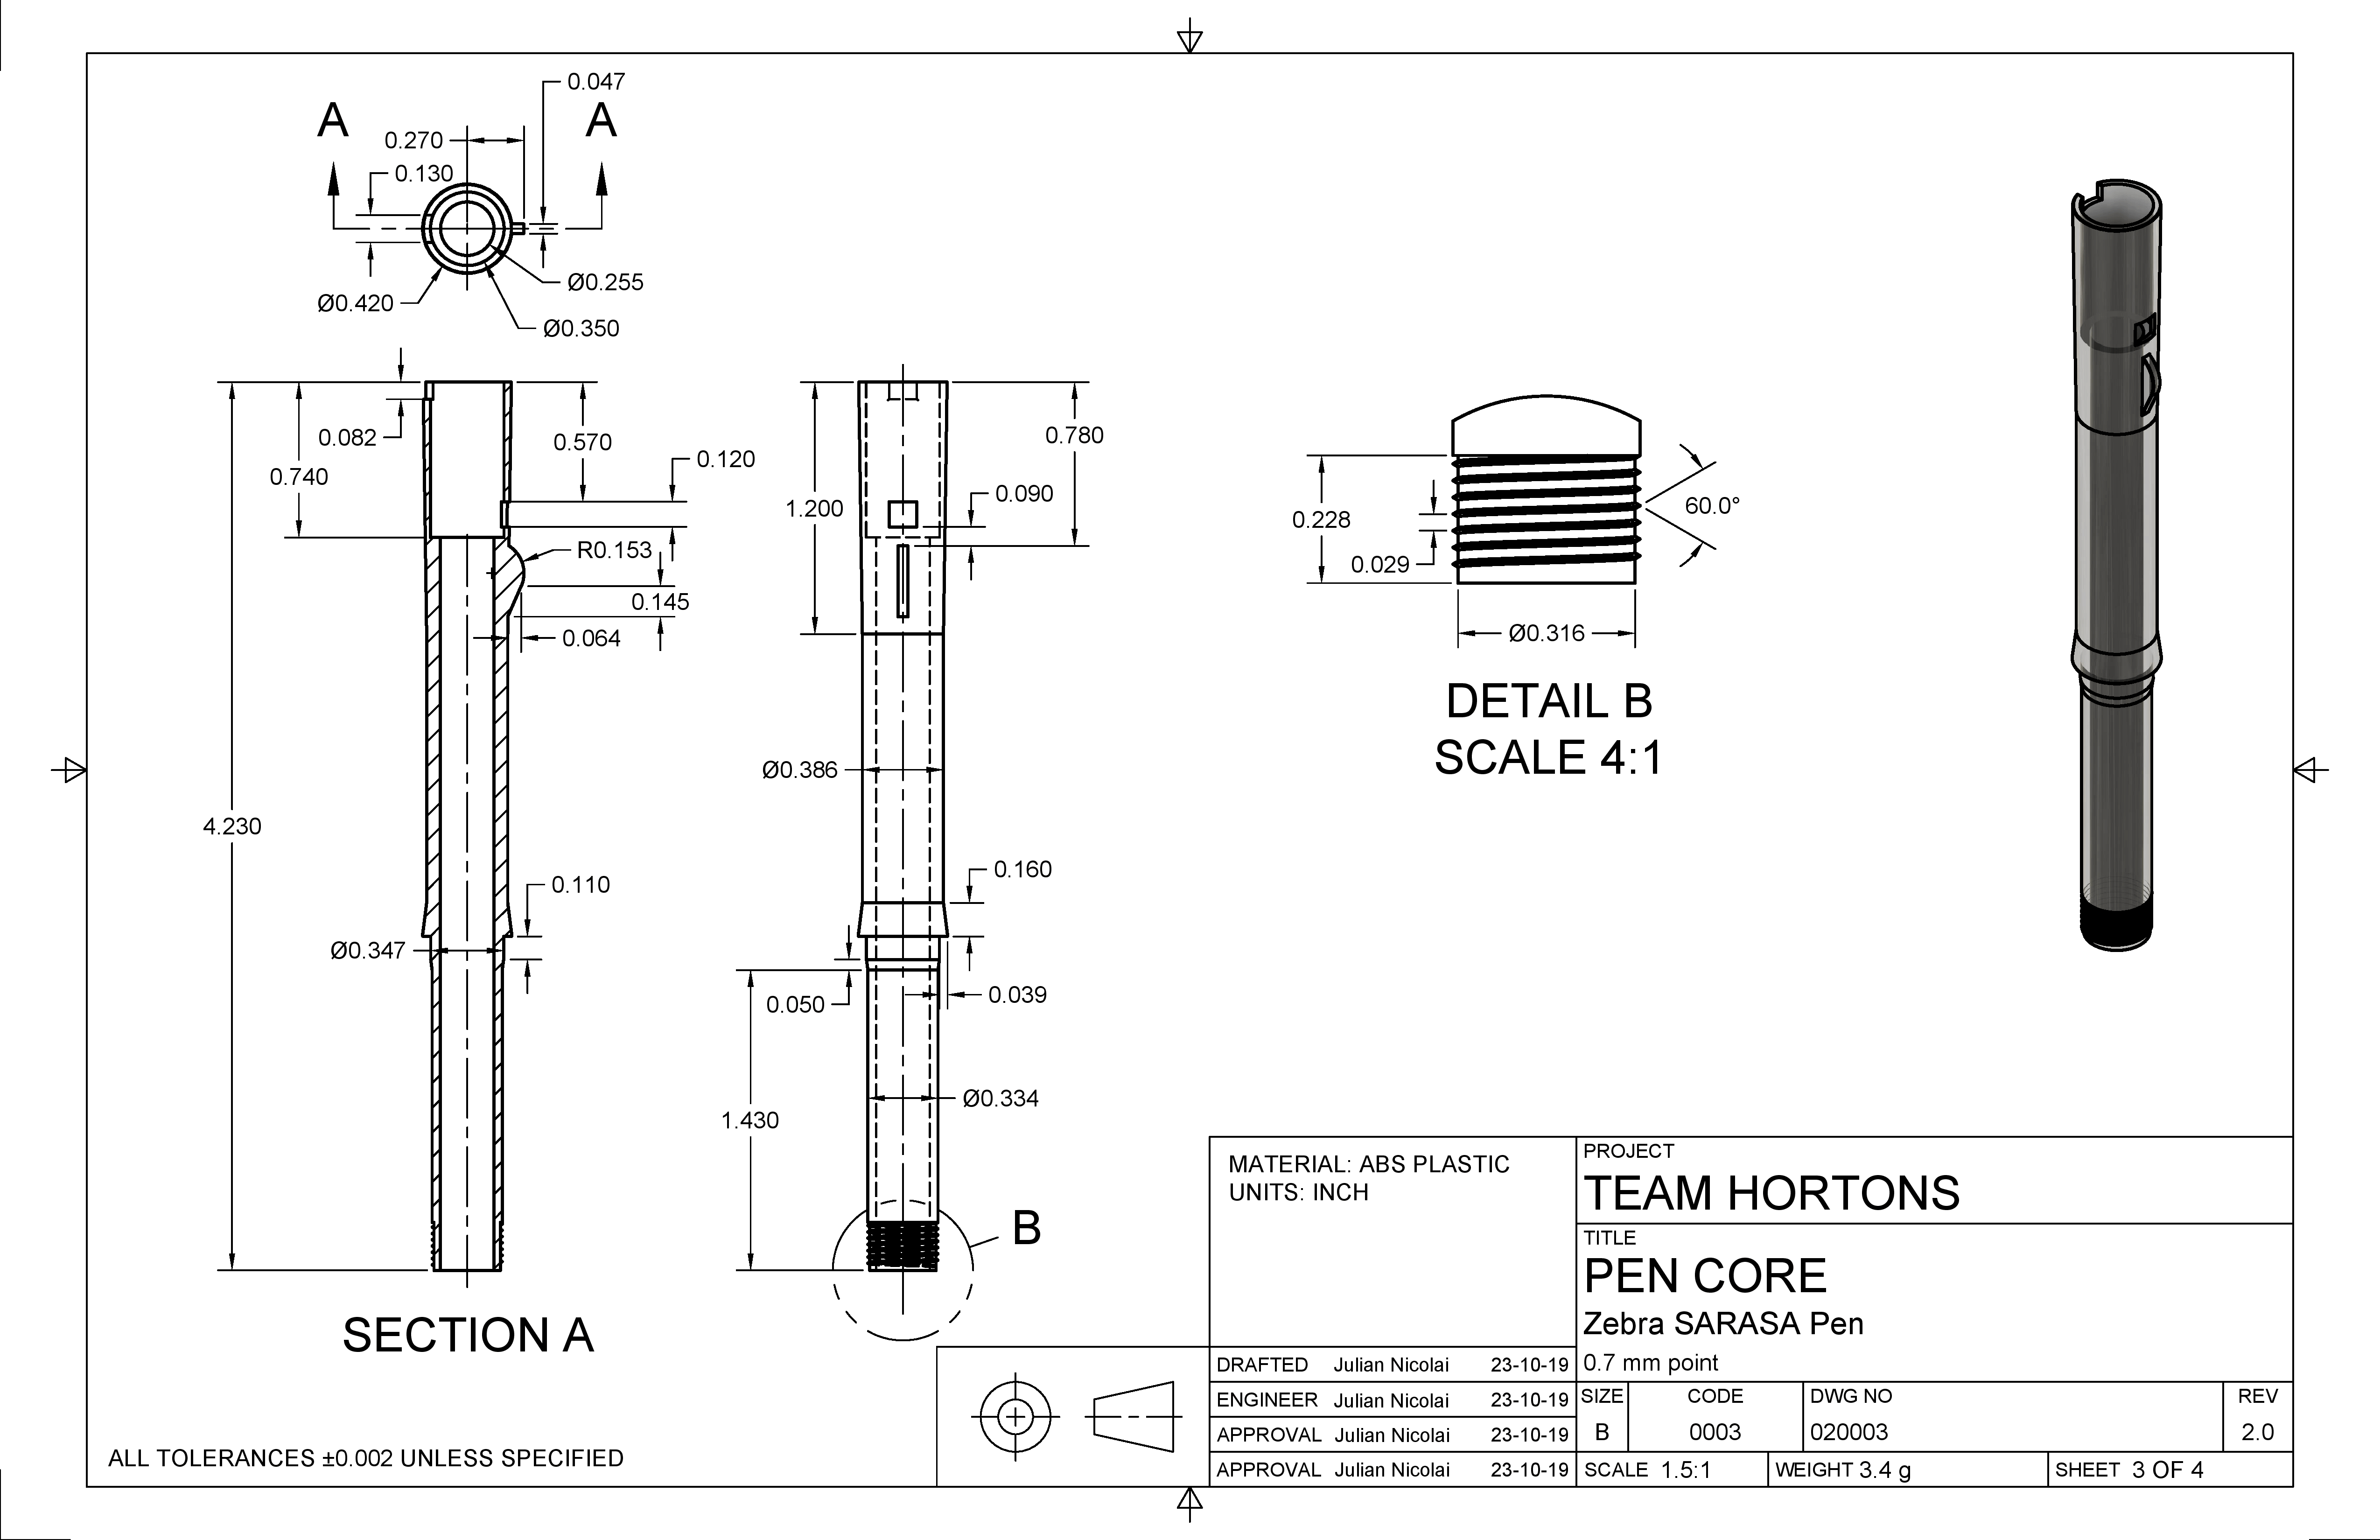 0.047
A
A
0.270
0.130
Ø0.255
Ø0.420
Ø0.350
0.082
0.570
0.740
0.120
R0.153
0.145
0.064
4.230
0.110
Ø0.347
SECTION A
0.780
0.090
1.200
Ø0.386
0.160
0.050
0.039
1.430
Ø0.334
B
0.228
0.029
60.0°
Ø0.316
DETAIL B
SCALE 4:1
MATERIAL: ABS PLASTIC
UNITS: INCH
PROJECT
TEAM HORTONS
TITLE
PEN CORE
Zebra SARASA Pen
0.7 mm point
DRAFTED Julian Nicolai 23-10-19
ENGINEER Julian Nicolai 23-10-19
APPROVAL Julian Nicolai 23-10-19
APPROVAL Julian Nicolai 23-10-19
SIZE CODE DWG NO REV
B 0003 020003 2.0
SCALE 1.5:1 WEIGHT 3.4 g SHEET 3 OF 4
ALL TOLERANCES ±0.002 UNLESS SPECIFIED